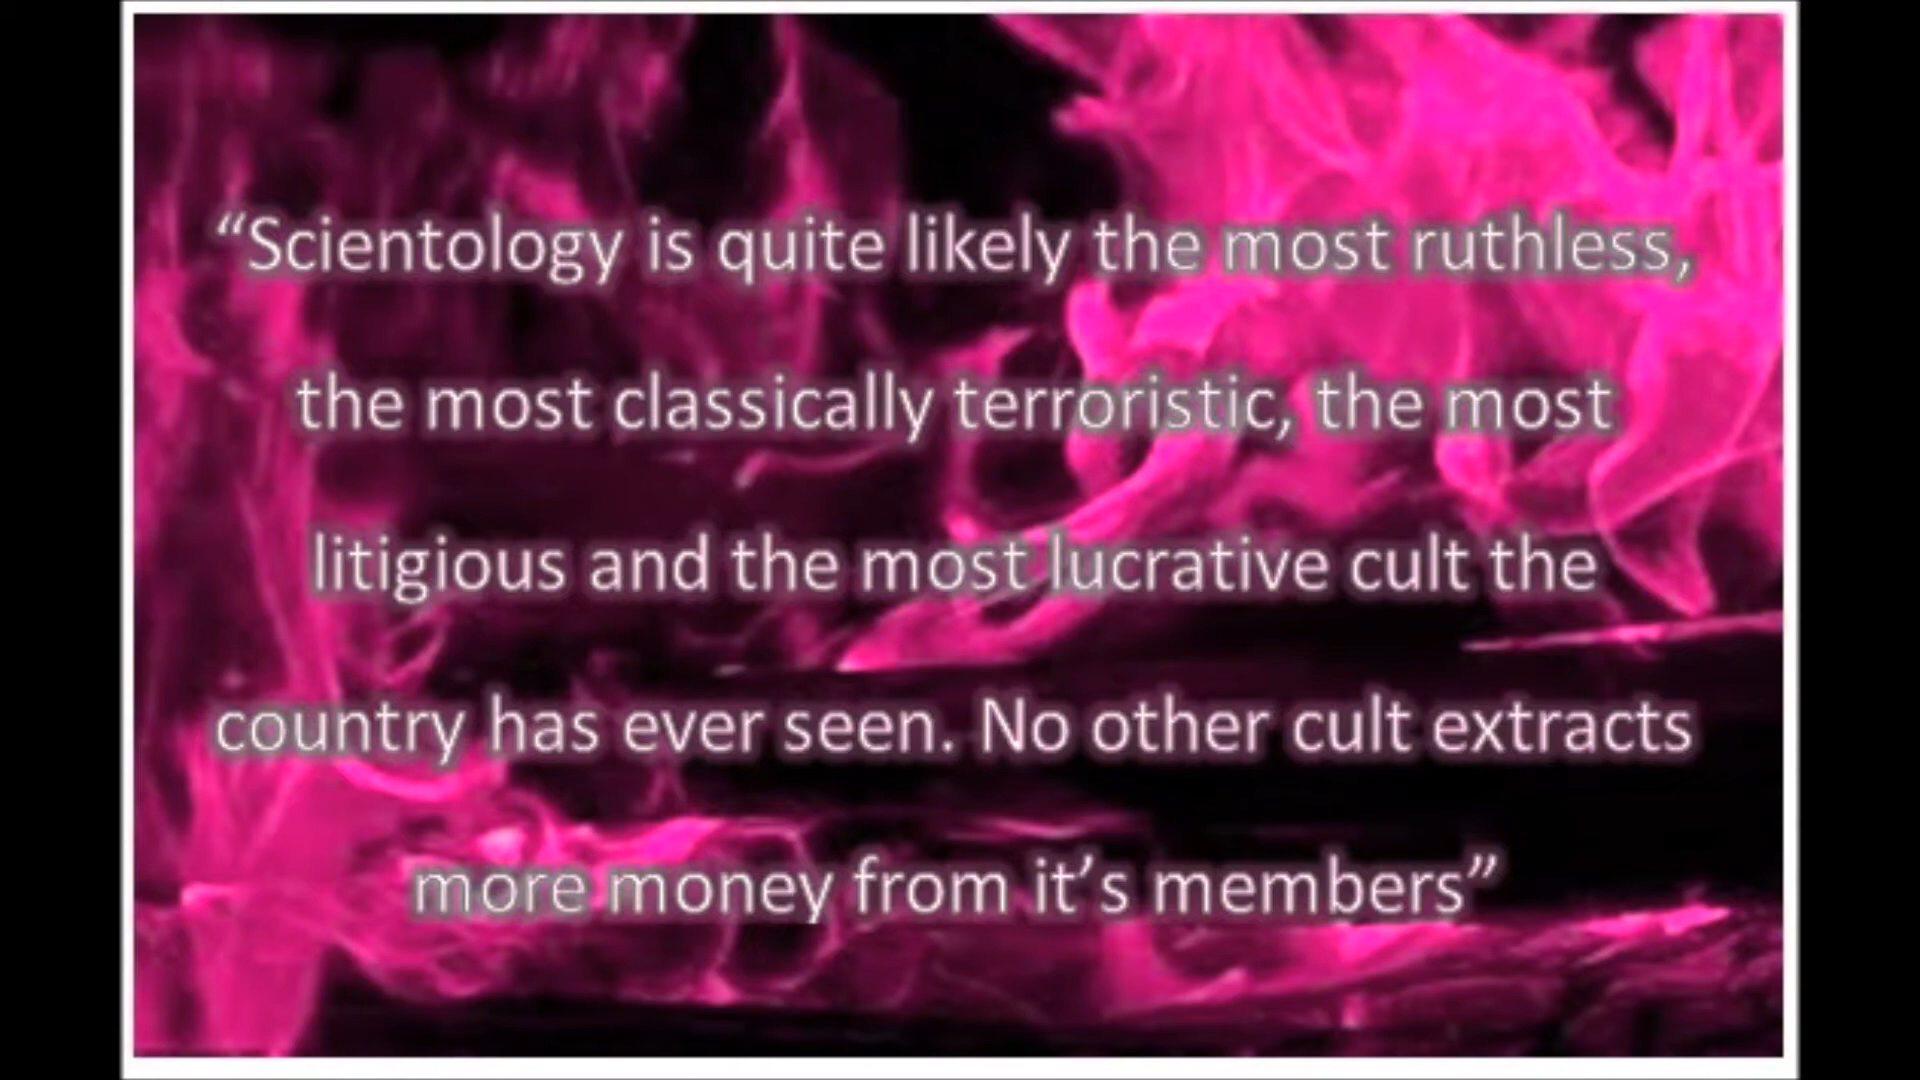 “Scientology is quite likely the most ruthless,
the most classically terroristic, the most
litigious and the most lucrative cult the
country has ever seen. No other cult extracts
more money from it’s members”